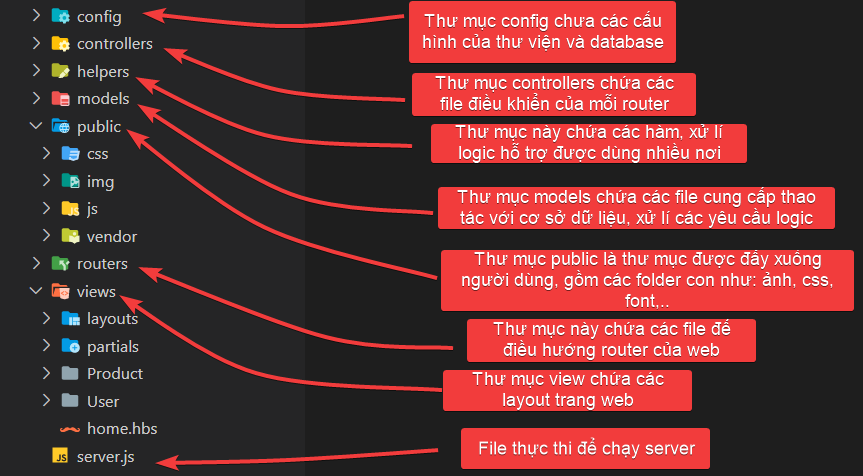 config
controllers
helpers
models
public
css
img
js
vendor
routers
views
layouts
partials
Product
User
home.hbs
JS server.js
Thư mục config chưa các cấu
hình của thư viện và database
Thư mục controllers chứa các
file điều khiển của mỗi router
Thư mục này chứa các hàm, xử lí
logic hỗ trợ được dùng nhiều nơi
Thư mục models chứa các file cung cấp thao
tác với cơ sở dữ liệu, xử lí các yêu cầu logic
Thư mục public là thư mục được đẩy xuông
người dùng, gồm các folder con như: ảnh, css,
font,..
Thư mục này chứa các file để
điều hướng router của web
Thư mục view chứa các
layout trang web
File thực thi để chạy server